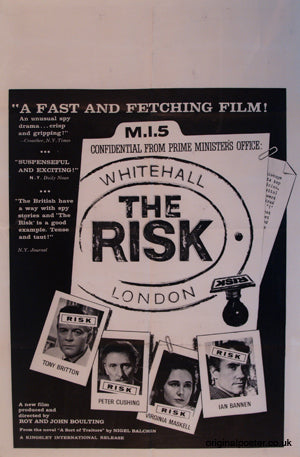 "A FAST AND FETCHING FILM!
An unusual spy
drama...crisp
and gripping!"
—Crowther, N.Y. Times
"SUSPENSEFUL
AND EXCITING!"
N.Y. Daily News
"The British have
a way with spy
stories and 'The
Risk' is a good
example. Tense
and taut!"
N.Y. Journal
M.I.5
CONFIDENTIAL FROM PRIME MINISTER'S OFFICE:
WHITEHALL
THE
RISK
LONDON
RISK
RISK
TONY BRITTON
RISK
PETER CUSHING
RISK
VIRGINIA MASKELL
RISK
IAN BANNEN
A new film
produced and
directed by
ROY AND JOHN BOULTING
From the novel "A Sort of Traitors" by NIGEL BALCHIN
A KINGSLEY INTERNATIONAL RELEASE
originalposter.co.uk